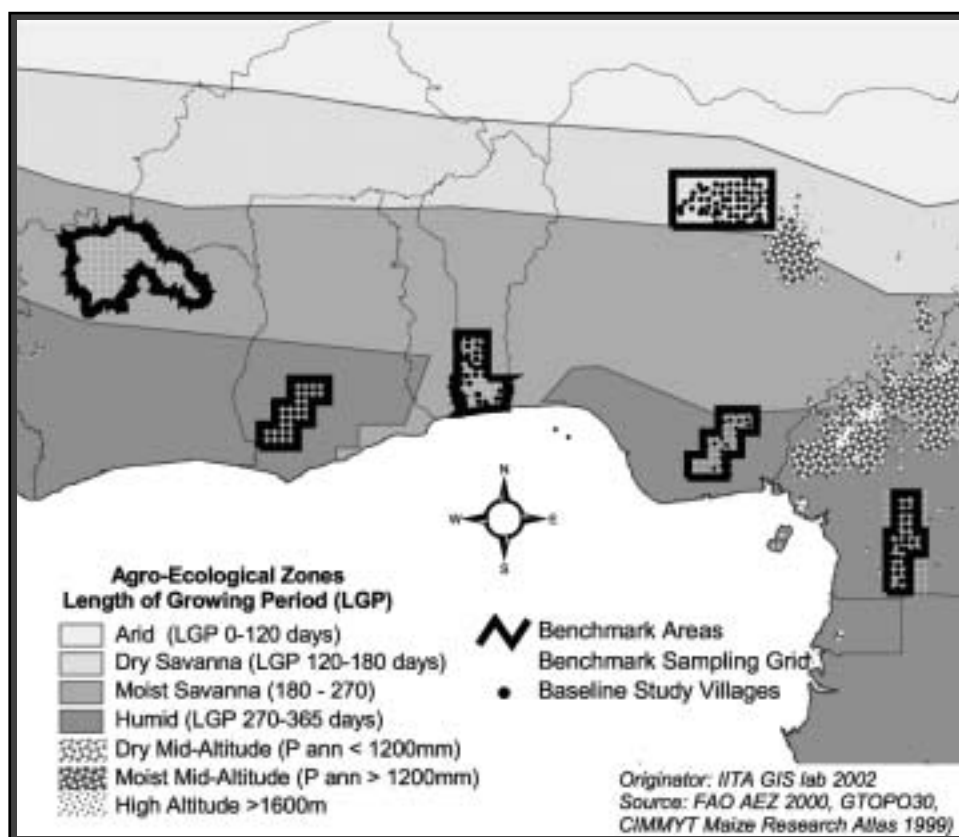 N
W
E
S
Agro-Ecological Zones
Length of Growing Period (LGP)
Arid (LGP 0-120 days)
Dry Savanna (LGP 120-180 days)
Moist Savanna (180 - 270)
Humid (LGP 270-365 days)
Dry Mid-Altitude (P ann < 1200mm)
Moist Mid-Altitude (P ann > 1200mm)
High Altitude >1600m
Benchmark Areas
Benchmark Sampling Grid
Baseline Study Villages
Originator: IITA GIS lab 2002
Source: FAO AEZ 2000, GTOPO30,
CIMMYT Maize Research Atlas 1999)